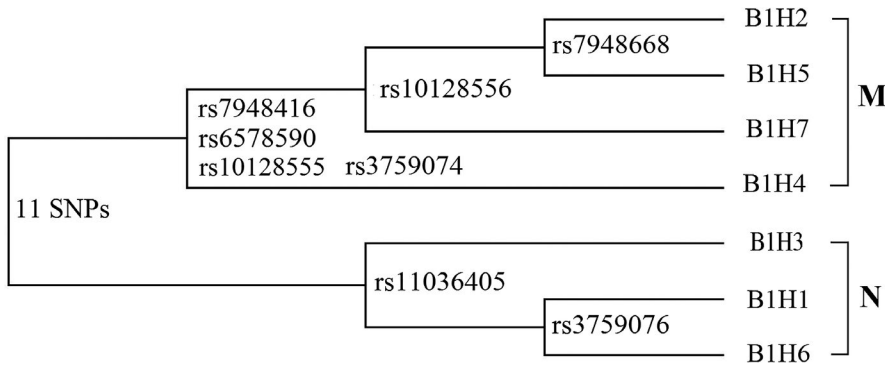 B1H2
rs7948668
B1H5
rs10128556
M
rs7948416
B1H7
rs6578590
rs10128555 rs3759074
B1H4
11 SNPs
B1H3
rs11036405
N
B1H1
rs3759076
B1H6